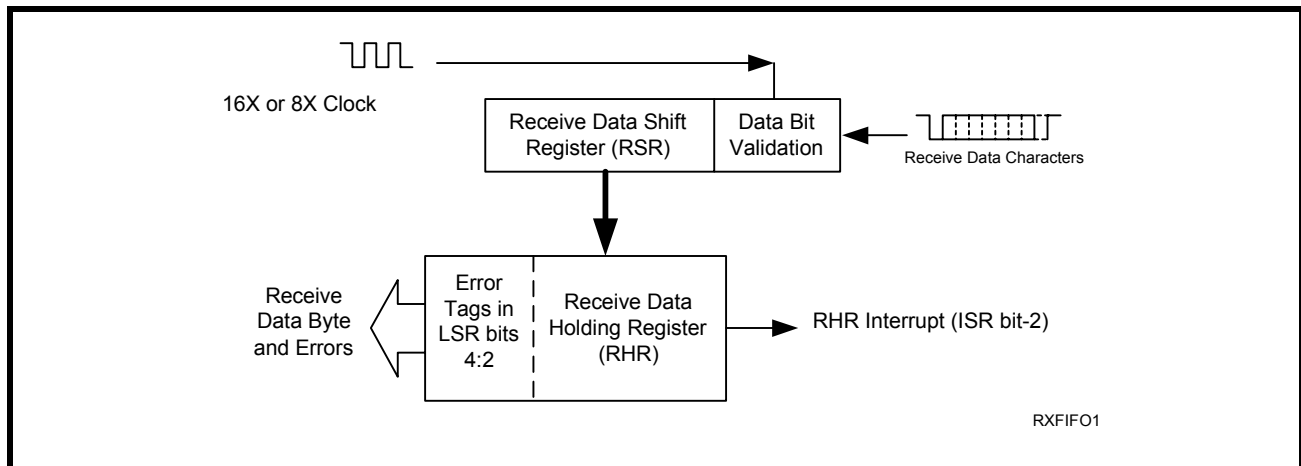 16X or 8X Clock
Receive Data Shift
Register (RSR)
Data Bit
Validation
Receive Data Characters
Receive
Data Byte
and Errors
Error
Tags in
LSR bits
4:2
Receive Data
Holding Register
(RHR)
RHR Interrupt (ISR bit-2)
RXFIFO1